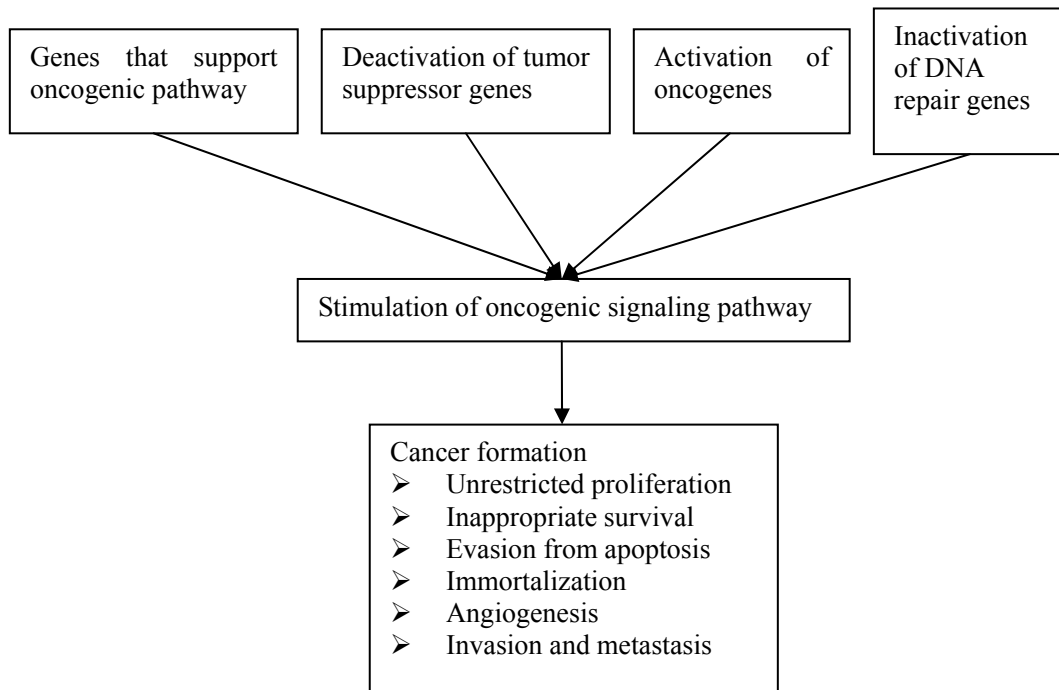 Genes that support
oncogenic pathway
Deactivation of tumor
suppressor genes
Activation of
oncogenes
Inactivation
of DNA
repair genes
Stimulation of oncogenic signaling pathway
Cancer formation
➢ Unrestricted proliferation
➢ Inappropriate survival
➢ Evasion from apoptosis
➢ Immortalization
➢ Angiogenesis
➢ Invasion and metastasis